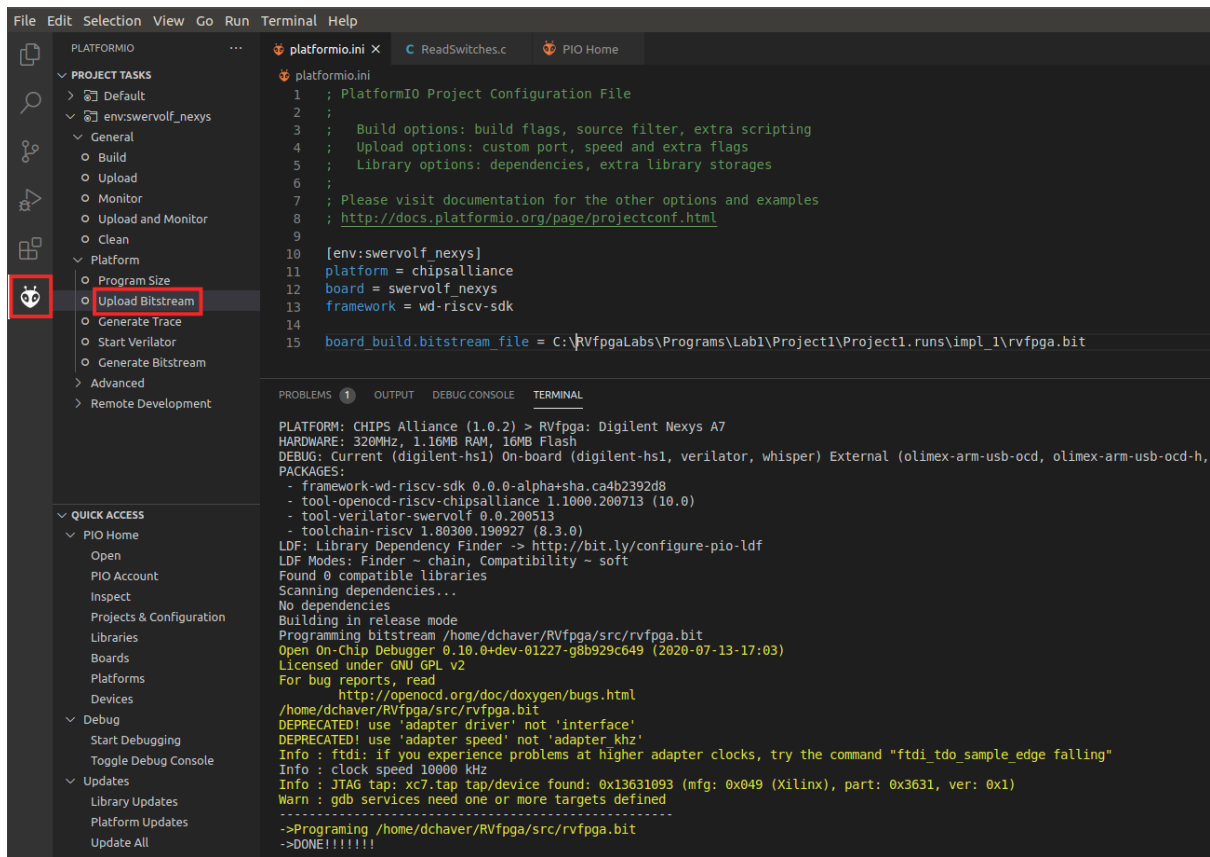 File Edit Selection View Go Run Terminal Help
PLATFORMIO ...
PROJECT TASKS
Default
env:swervolf_nexys
General
Build
Upload
Monitor
Upload and Monitor
Clean
Platform
Program Size
Upload Bitstream
Generate Trace
Start Verilator
Generate Bitstream
Advanced
Remote Development
QUICK ACCESS
PIO Home
Open
PIO Account
Inspect
Projects & Configuration
Libraries
Boards
Platforms
Devices
Debug
Start Debugging
Toggle Debug Console
Updates
Library Updates
Platform Updates
Update All
platformio.ini × C ReadSwitches.c PIO Home
platformio.ini
1 ; PlatformIO Project Configuration File
2 ;
3 ; Build options: build flags, source filter, extra scripting
4 ; Upload options: custom port, speed and extra flags
5 ; Library options: dependencies, extra library storages
6 ;
7 ; Please visit documentation for the other options and examples
8 ; http://docs.platformio.org/page/projectconf.html
9
10 [env:swervolf_nexys]
11 platform = chipsalliance
12 board = swervolf_nexys
13 framework = wd-riscv-sdk
14
15 board_build.bitstream_file = C:\RVfpgaLabs\Programs\Lab1\Project1\Project1.runs\impl_1\rvfpga.bit
PROBLEMS 1 OUTPUT DEBUG CONSOLE TERMINAL
PLATFORM: CHIPS Alliance (1.0.2) > RVfpga: Digilent Nexys A7
HARDWARE: 320MHz, 1.16MB RAM, 16MB Flash
DEBUG: Current (digilent-hs1) On-board (digilent-hs1, verilator, whisper) External (olimex-arm-usb-ocd, olimex-arm-usb-ocd-h,
PACKAGES:
- framework-wd-riscv-sdk 0.0.0-alpha+sha.ca4b2392d8
- tool-openocd-riscv-chipsalliance 1.1000.200713 (10.0)
- tool-verilator-swervolf 0.0.200513
- toolchain-riscv 1.80300.190927 (8.3.0)
LDF: Library Dependency Finder -> http://bit.ly/configure-pio-ldf
LDF Modes: Finder ~ chain, Compatibility ~ soft
Found 0 compatible libraries
Scanning dependencies...
No dependencies
Building in release mode
Programming bitstream /home/dchaver/RVfpga/src/rvfpga.bit
Open On-Chip Debugger 0.10.0+dev-01227-g8b929c649 (2020-07-13-17:03)
Licensed under GNU GPL v2
For bug reports, read
http://openocd.org/doc/doxygen/bugs.html
/home/dchaver/RVfpga/src/rvfpga.bit
DEPRECATED! use 'adapter driver' not 'interface'
DEPRECATED! use 'adapter speed' not 'adapter_khz'
Info : ftdi: if you experience problems at higher adapter clocks, try the command "ftdi_tdo_sample_edge falling"
Info : clock speed 10000 kHz
Info : JTAG tap: xc7.tap tap/device found: 0x13631093 (mfg: 0x049 (Xilinx), part: 0x3631, ver: 0x1)
Warn : gdb services need one or more targets defined
-----------------------------------------------------
->Programing /home/dchaver/RVfpga/src/rvfpga.bit
->DONE!!!!!!!